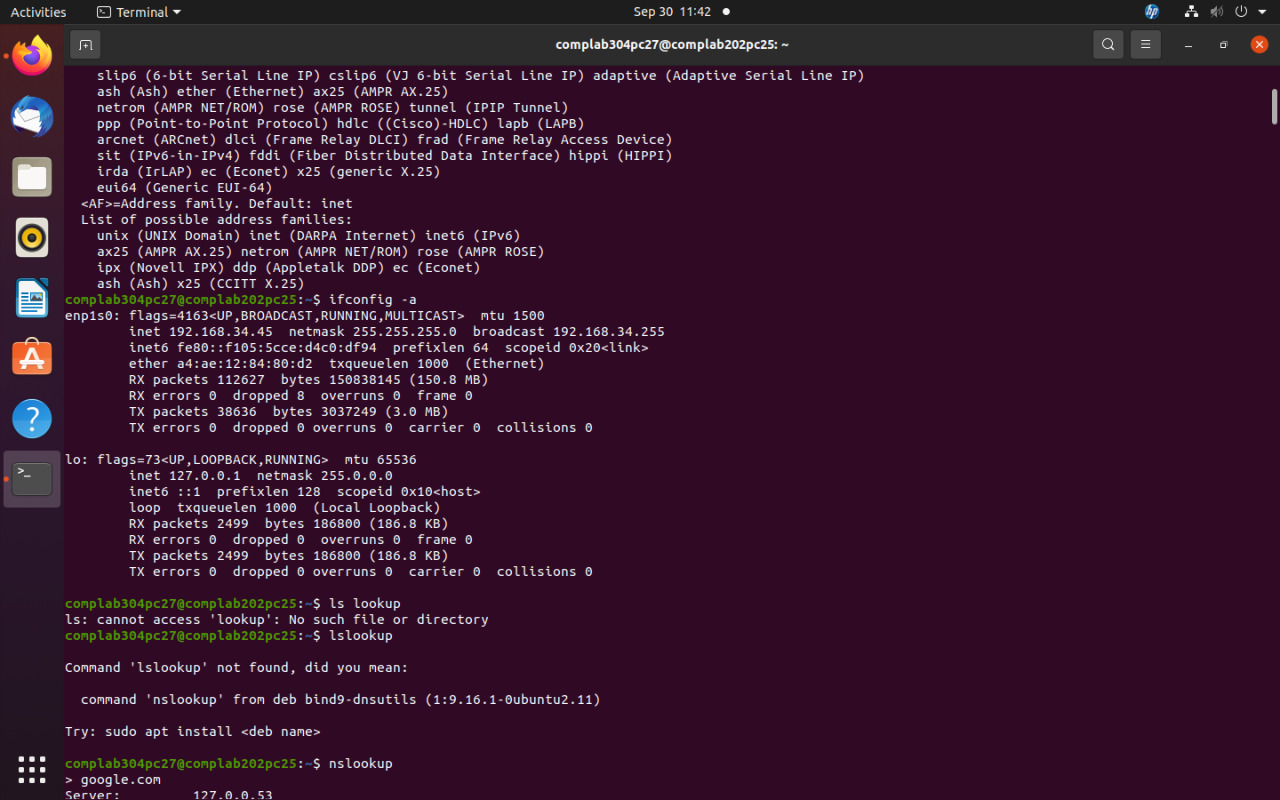 Activities Terminal Sep 30 11:42
complab304pc27@complab202pc25: ~
slip6 (6-bit Serial Line IP) cslip6 (VJ 6-bit Serial Line IP) adaptive (Adaptive Serial Line IP)
ash (Ash) ether (Ethernet) ax25 (AMPR AX.25)
netrom (AMPR NET/ROM) rose (AMPR ROSE) tunnel (IPIP Tunnel)
ppp (Point-to-Point Protocol) hdlc ((Cisco)-HDLC) lapb (LAPB)
arcnet (ARCnet) dlci (Frame Relay DLCI) frad (Frame Relay Access Device)
sit (IPv6-in-IPv4) fddi (Fiber Distributed Data Interface) hippi (HIPPI)
irda (IrLAP) ec (Econet) x25 (generic X.25)
eui64 (Generic EUI-64)
<AF>=Address family. Default: inet
List of possible address families:
unix (UNIX Domain) inet (DARPA Internet) inet6 (IPv6)
ax25 (AMPR AX.25) netrom (AMPR NET/ROM) rose (AMPR ROSE)
ipx (Novell IPX) ddp (Appletalk DDP) ec (Econet)
ash (Ash) x25 (CCITT X.25)
complab304pc27@complab202pc25:~$ ifconfig -a
enp1s0: flags=4163<UP,BROADCAST,RUNNING,MULTICAST>  mtu 1500
inet 192.168.34.45  netmask 255.255.255.0  broadcast 192.168.34.255
inet6 fe80::f105:5cce:d4c0:df94  prefixlen 64  scopeid 0x20<link>
ether a4:ae:12:84:80:d2  txqueuelen 1000  (Ethernet)
RX packets 112627  bytes 150838145 (150.8 MB)
RX errors 0  dropped 8  overruns 0  frame 0
TX packets 38636  bytes 3037249 (3.0 MB)
TX errors 0  dropped 0 overruns 0  carrier 0  collisions 0
lo: flags=73<UP,LOOPBACK,RUNNING>  mtu 65536
inet 127.0.0.1  netmask 255.0.0.0
inet6 ::1  prefixlen 128  scopeid 0x10<host>
loop  txqueuelen 1000  (Local Loopback)
RX packets 2499  bytes 186800 (186.8 KB)
RX errors 0  dropped 0  overruns 0  frame 0
TX packets 2499  bytes 186800 (186.8 KB)
TX errors 0  dropped 0 overruns 0  carrier 0  collisions 0
complab304pc27@complab202pc25:~$ ls lookup
ls: cannot access 'lookup': No such file or directory
complab304pc27@complab202pc25:~$ lslookup
Command 'lslookup' not found, did you mean:
command 'nslookup' from deb bind9-dnsutils (1:9.16.1-0ubuntu2.11)
Try: sudo apt install <deb name>
complab304pc27@complab202pc25:~$ nslookup
> google.com
Server:         127.0.0.53